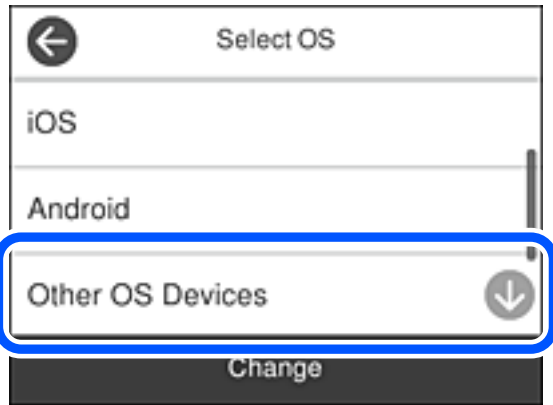 Select OS
iOS
Android
Other OS Devices
Change